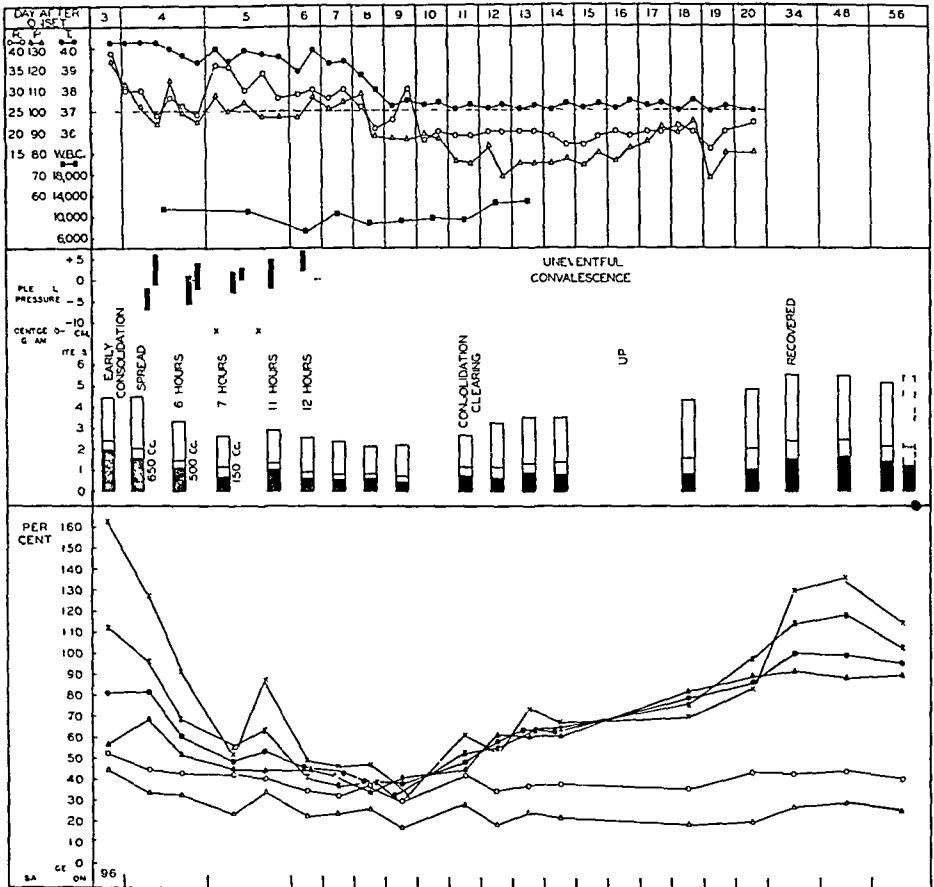 DAY AFTER ONSET 3 4 5 6 7 8 9 10 11 12 13 14 15 16 17 18 19 20 34 48 56
R P T
40 130 40
35 120 39
30 110 38
25 100 37
20 90 36
15 80 W.B.C.
70 18,000
60 14,000
10,000
6,000
+5
0
-5
-10
PRESSURE
UNEVENTFUL
CONVALESCENCE
EARLY
CONSOLIDATION
SPREAD
650 Cc.
6 HOURS
500 Cc.
7 HOURS
150 Cc.
11 HOURS
12 HOURS
CONSOLIDATION
CLEARING
UP
RECOVERED
6
5
4
3
2
1
0
PER
CENT
160
150
140
130
120
110
100
90
80
70
60
50
40
30
20
10
0
96